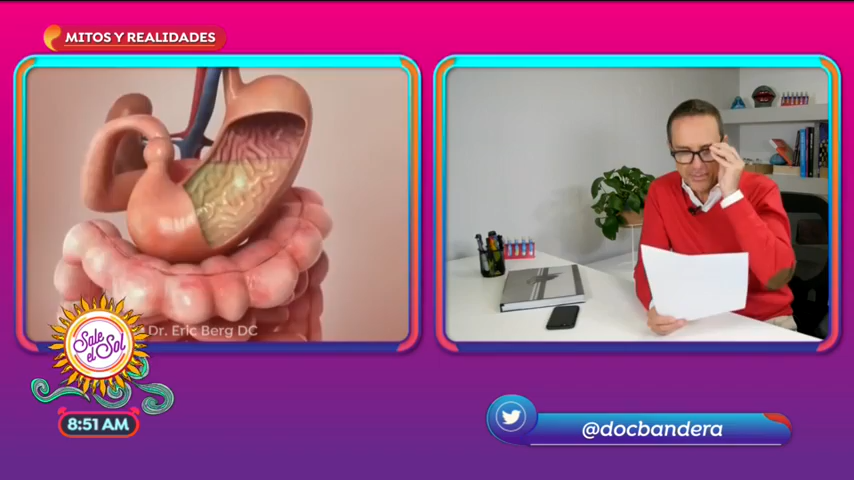 MITOS Y REALIDADES
Dr. Eric Berg DC
Sale
el Sol
8:51 AM
@docbandera